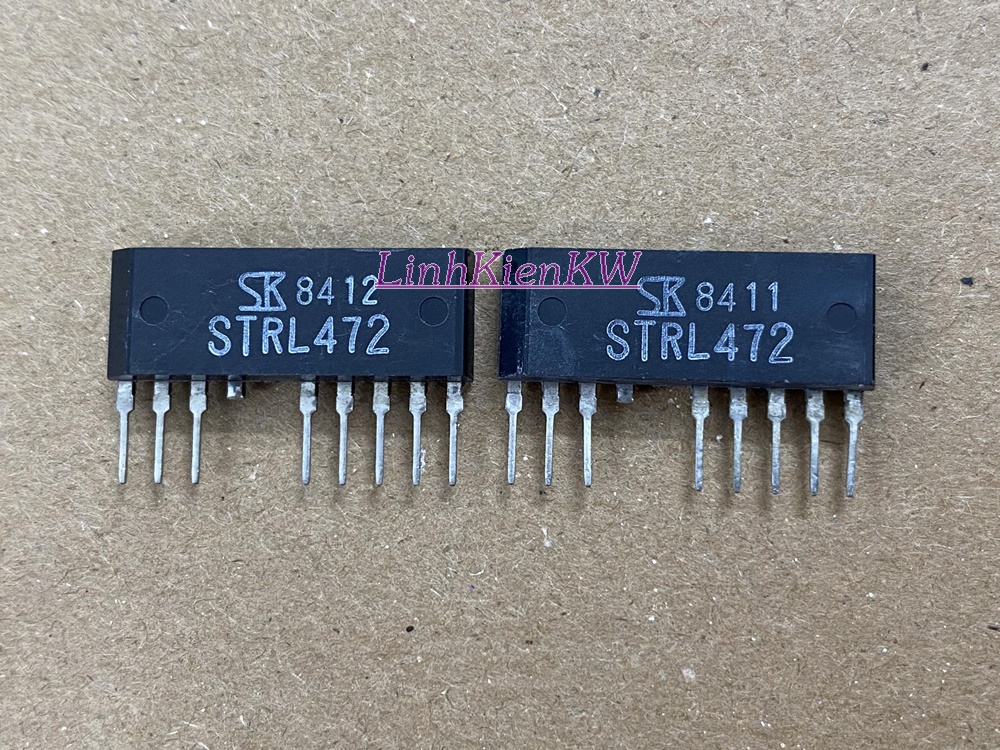 SK 8412
STRL472
LinhKienKW
SK 8411
STRL472